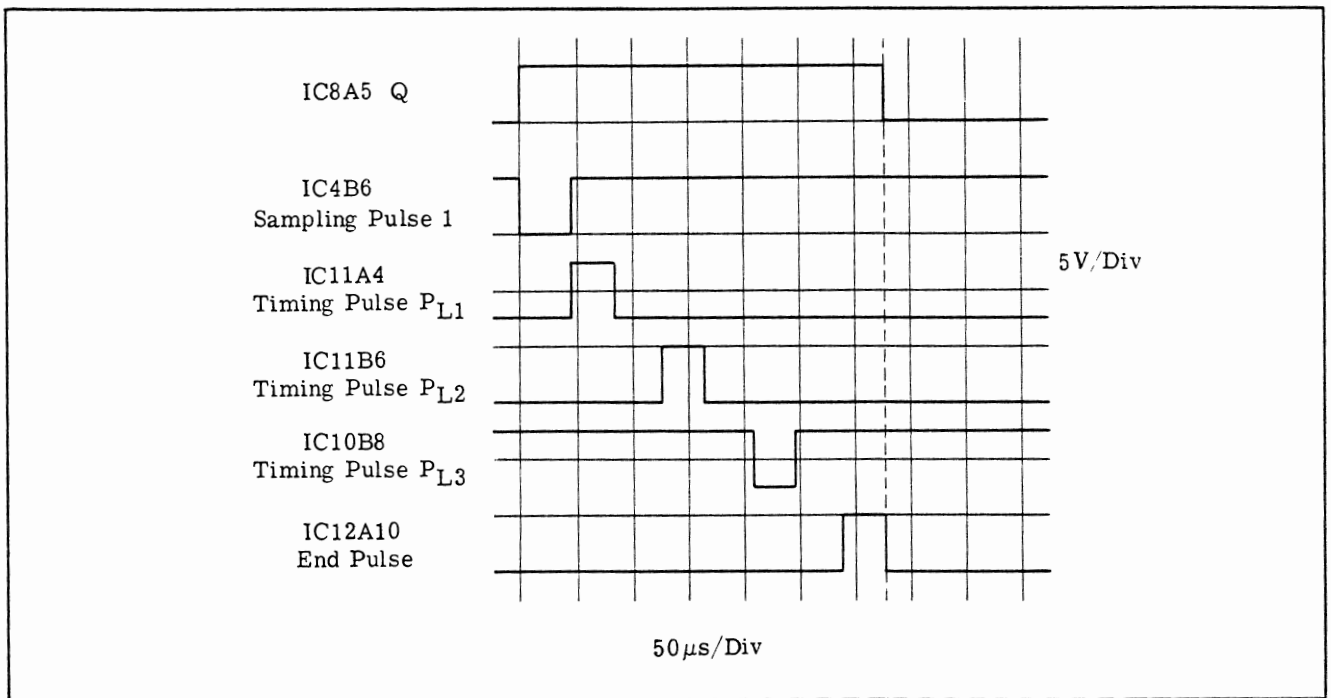 IC8A5 Q
IC4B6
Sampling Pulse 1
IC11A4
Timing Pulse PL1
5V/Div
IC11B6
Timing Pulse PL2
IC10B8
Timing Pulse PL3
IC12A10
End Pulse
50μs/Div